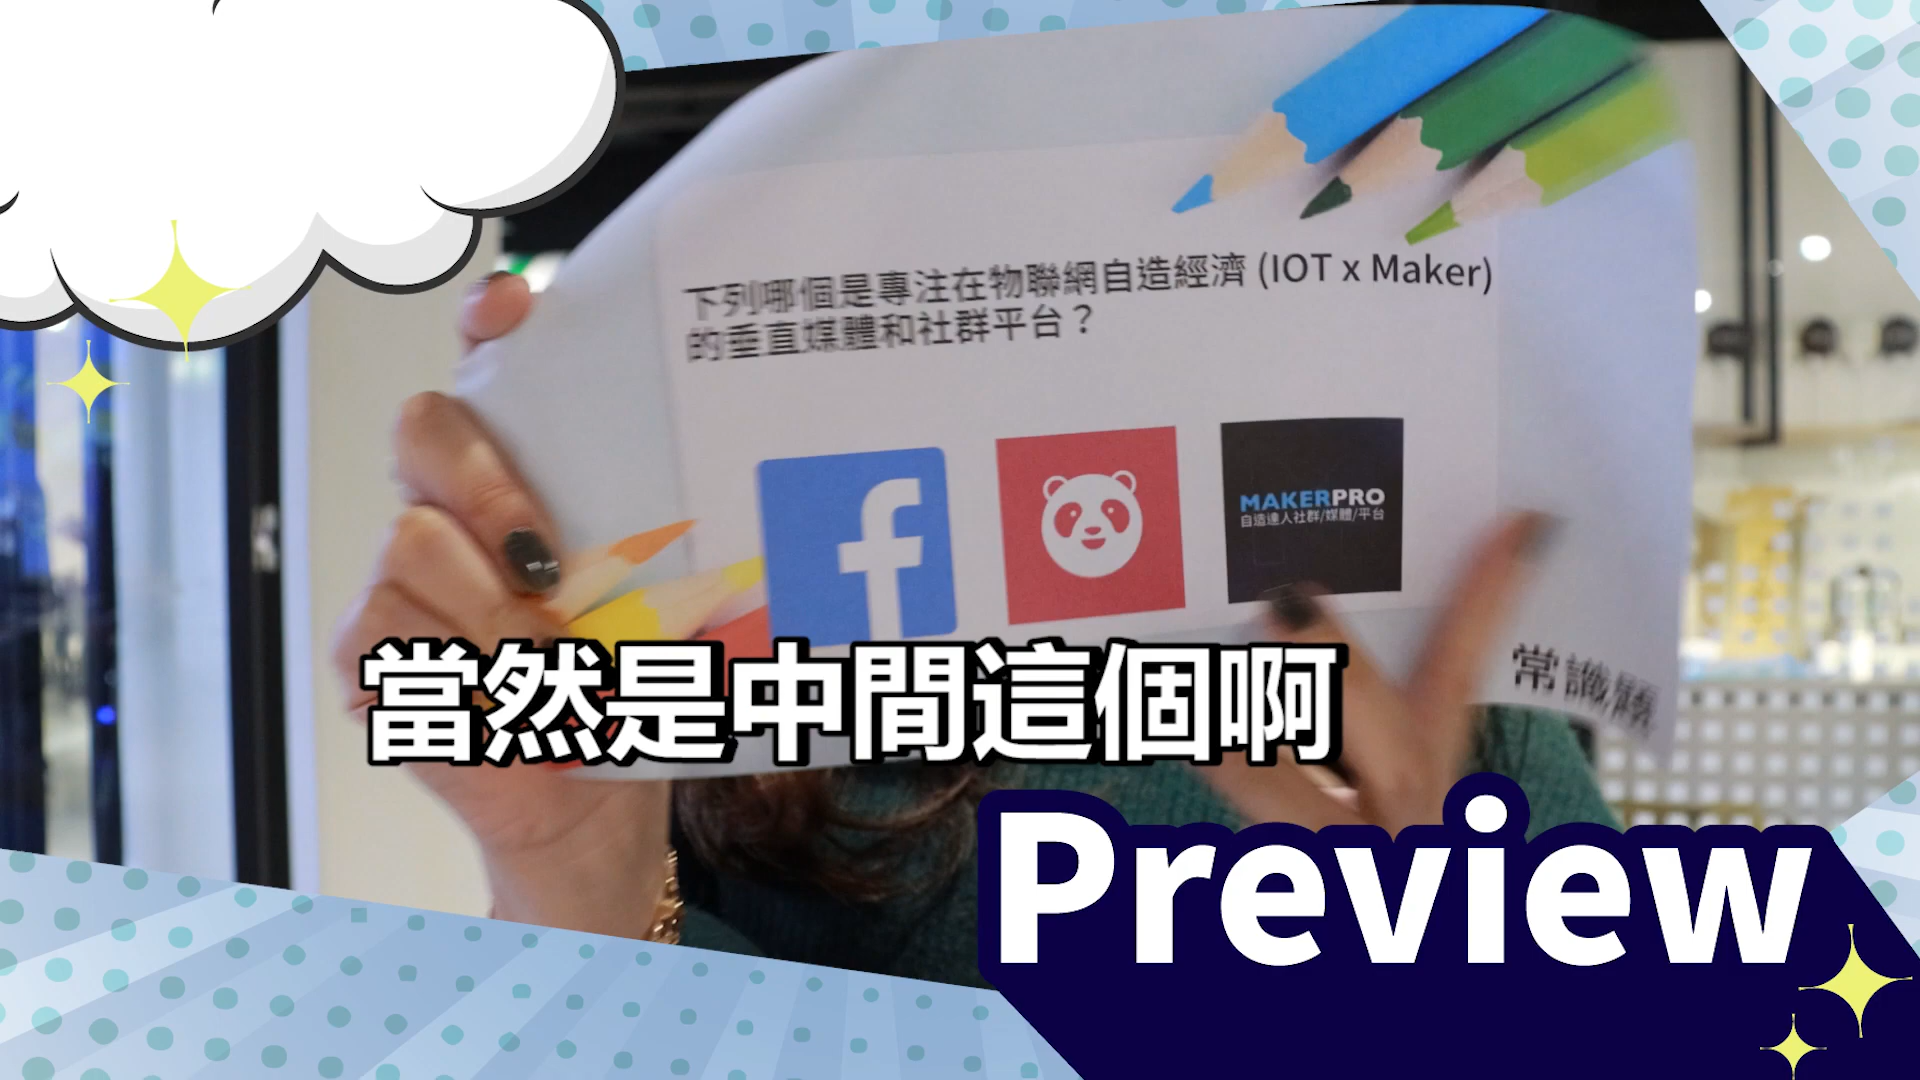 下列哪個是專注在物聯網自造經濟 (IOT x Maker)
的垂直媒體和社群平台？
MAKERPRO
自造達人社群/媒體/平台
常識題
當然是中間這個啊
Preview